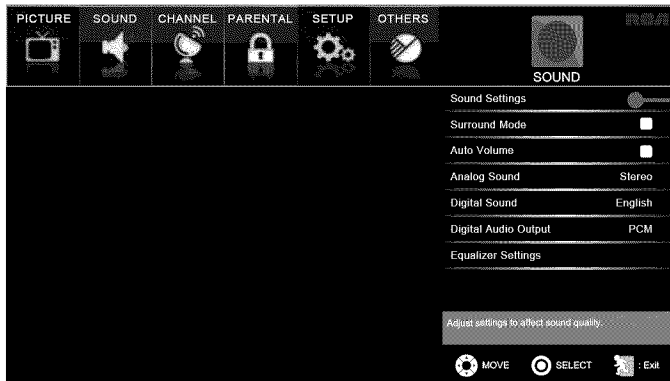 PICTURE SOUND CHANNEL PARENTAL SETUP OTHERS
RCA
SOUND
Sound Settings
Surround Mode
Auto Volume
Analog Sound Stereo
Digital Sound English
Digital Audio Output PCM
Equalizer Settings
Adjust settings to affect sound quality.
MOVE SELECT : Exit